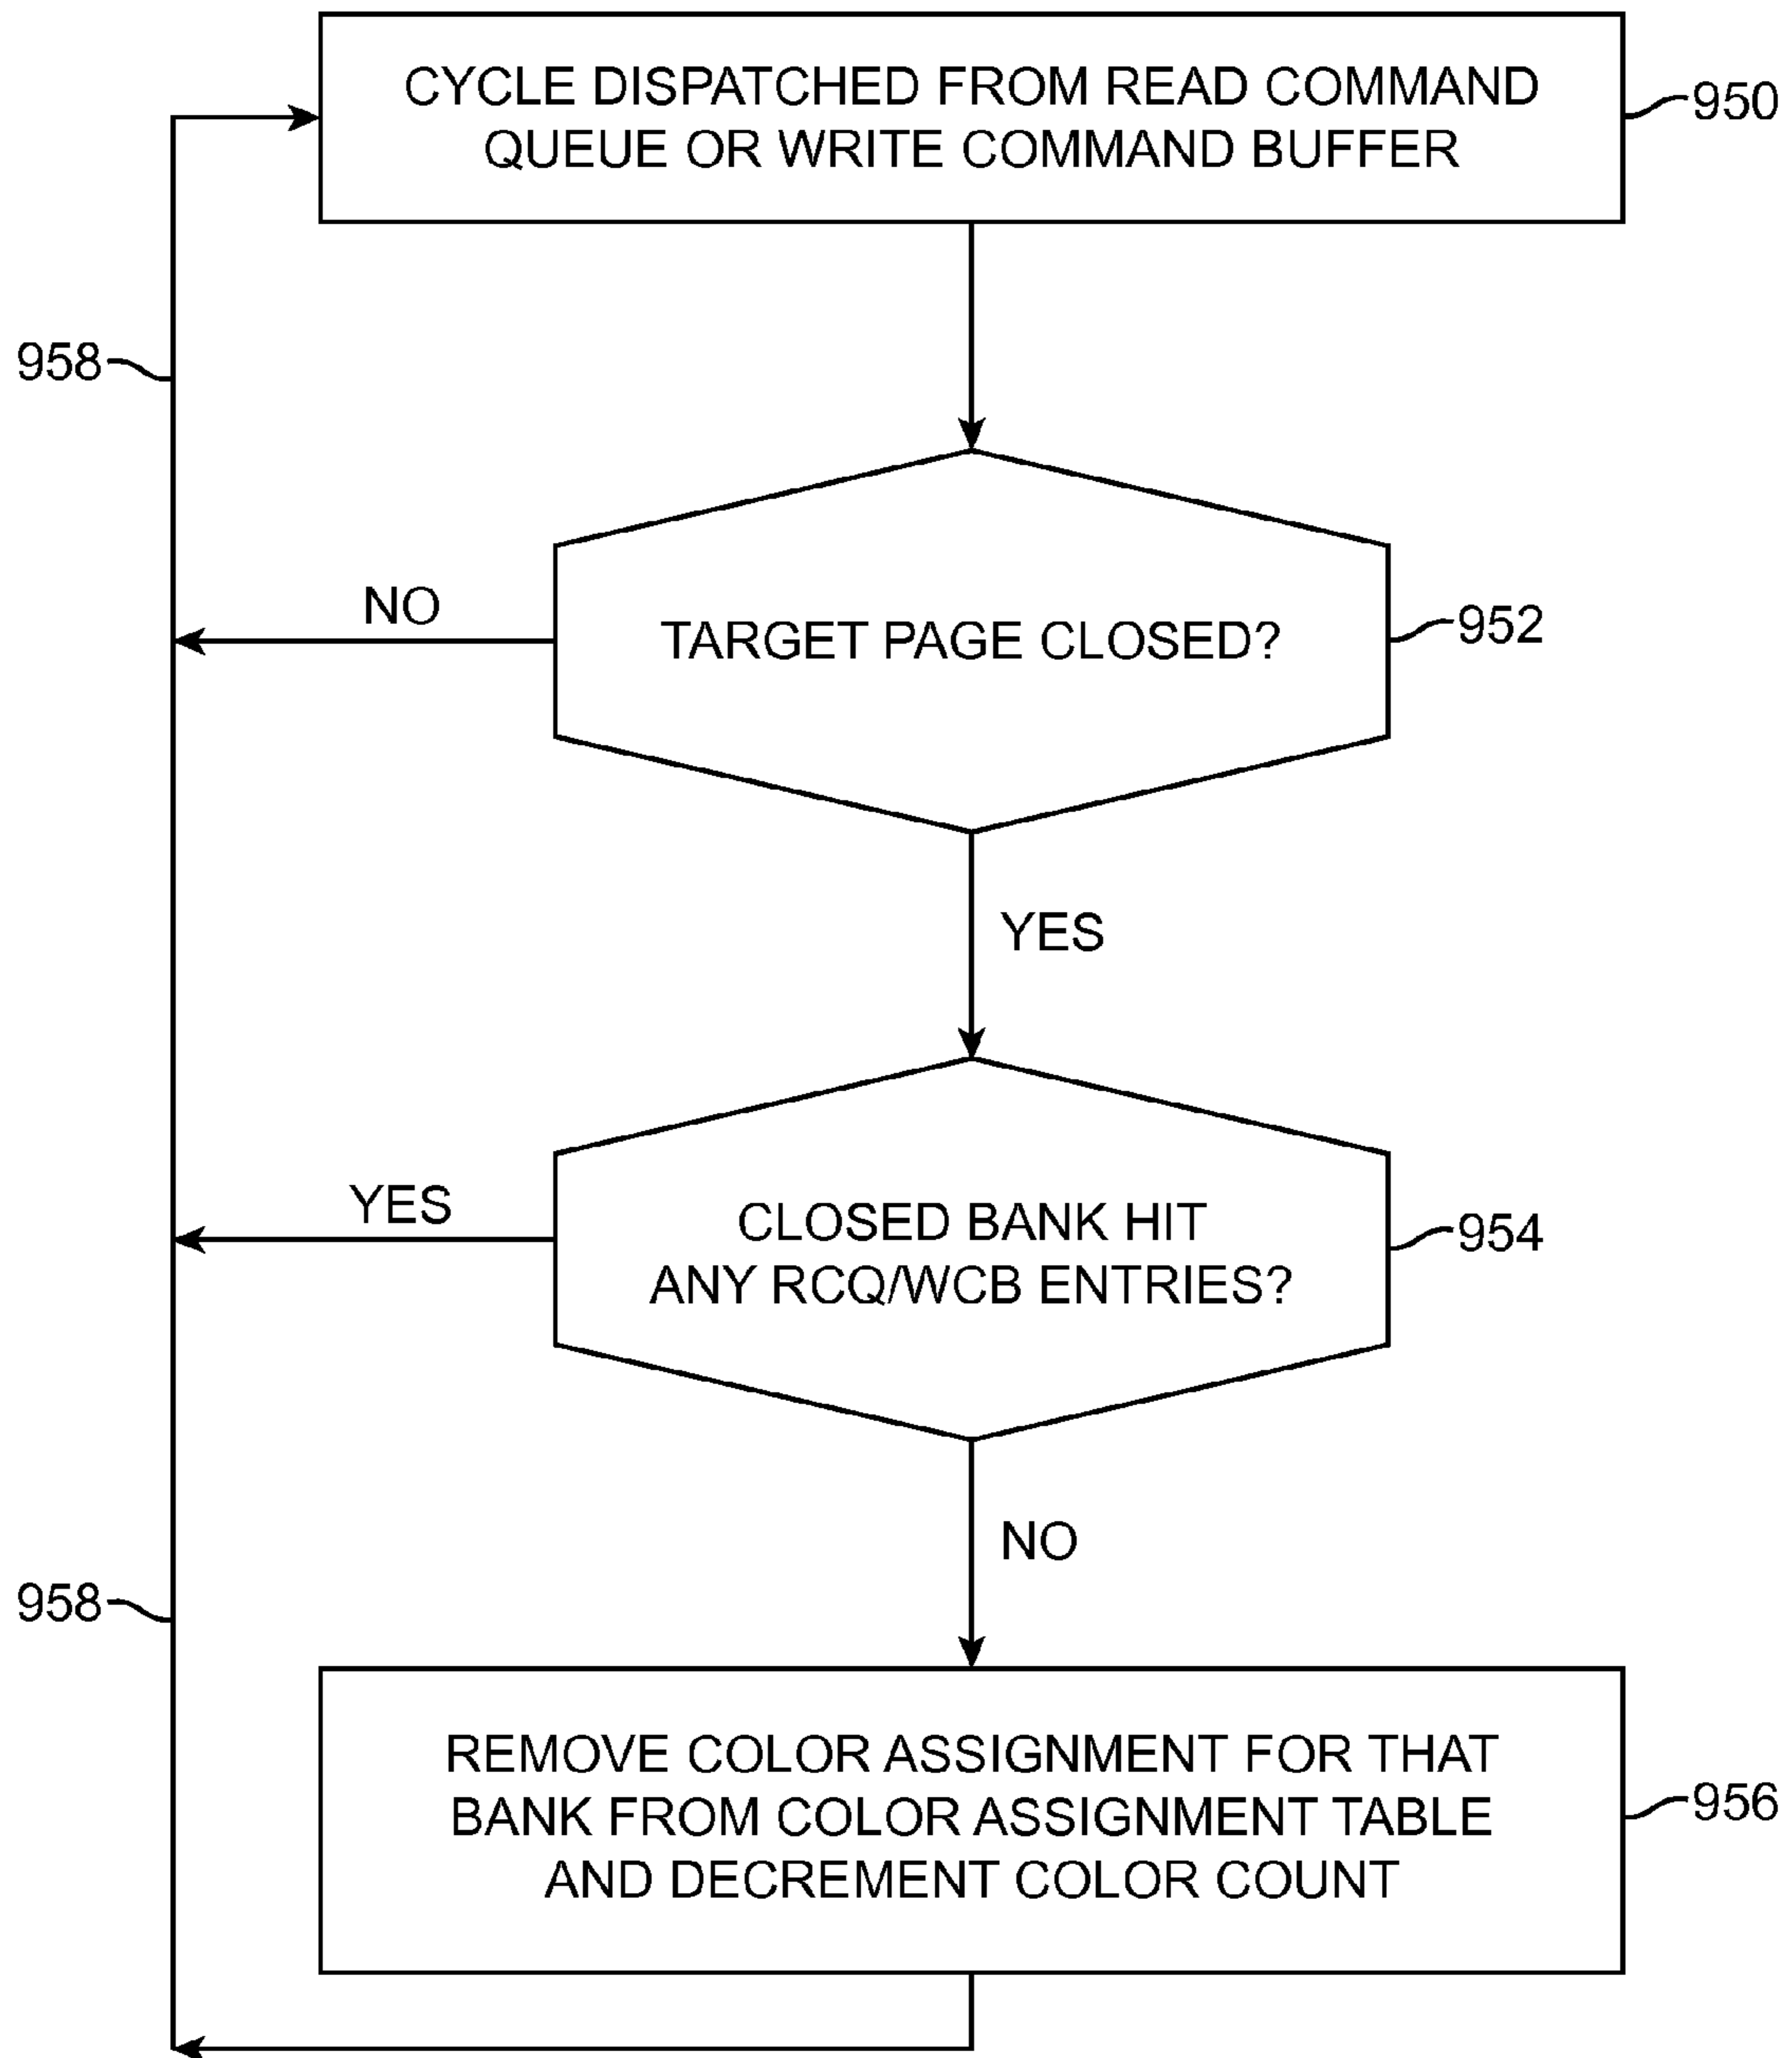 CYCLE DISPATCHED FROM READ COMMAND
QUEUE OR WRITE COMMAND BUFFER
950
958
NO
TARGET PAGE CLOSED?
952
YES
YES
CLOSED BANK HIT
ANY RCQ/WCB ENTRIES?
954
NO
958
REMOVE COLOR ASSIGNMENT FOR THAT
BANK FROM COLOR ASSIGNMENT TABLE
AND DECREMENT COLOR COUNT
956